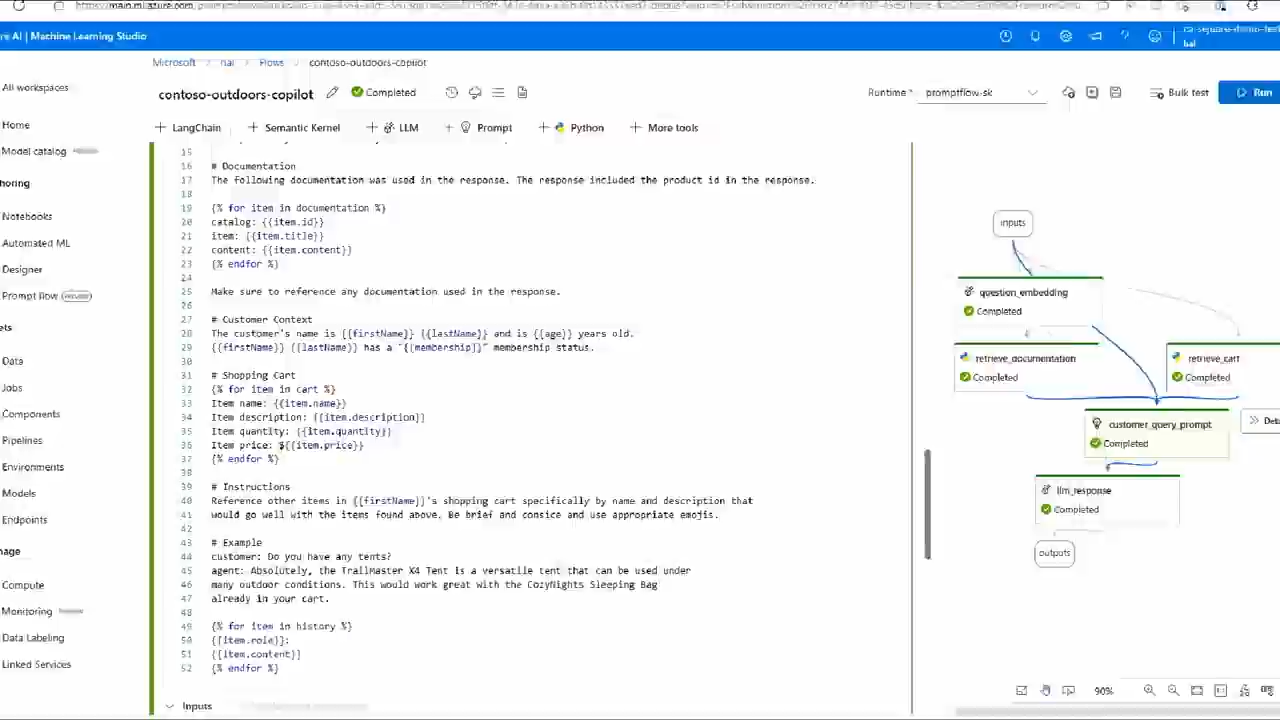 AI | Machine Learning Studio
All workspaces
Home
Model catalog
Notebooks
Automated ML
Designer
Prompt flow
Data
Jobs
Components
Pipelines
Environments
Models
Endpoints
Compute
Monitoring
Data Labeling
Linked Services
Microsoft > hai > Flows > contoso-outdoors-copilot
contoso-outdoors-copilot Completed
Runtime * promptflow-sk Bulk test Run
+ LangChain + Semantic Kernel + LLM + Prompt + Python + More tools
15
16 # Documentation
17 The following documentation was used in the response. The response included the product id in the response.
18
19 {% for item in documentation %}
20 catalog: {{item.id}}
21 item: {{item.title}}
22 content: {{item.content}}
23 {% endfor %}
24
25 Make sure to reference any documentation used in the response.
26
27 # Customer Context
28 The customer's name is {{firstName}} {{lastName}} and is {{age}} years old.
29 {{firstName}} {{lastName}} has a "{{membership}}" membership status.
30
31 # Shopping Cart
32 {% for item in cart %}
33 Item name: {{item.name}}
34 Item description: {{item.description}}
35 Item quantity: {{item.quantity}}
36 Item price: ${{item.price}}
37 {% endfor %}
38
39 # Instructions
40 Reference other items in {{firstName}}'s shopping cart specifically by name and description that
41 would go well with the items found above. Be brief and consice and use appropriate emojis.
42
43 # Example
44 customer: Do you have any tents?
45 agent: Absolutely, the TrailMaster X4 Tent is a versatile tent that can be used under
46 many outdoor conditions. This would work great with the CozyNights Sleeping Bag
47 already in your cart.
48
49 {% for item in history %}
50 {{item.role}}:
51 {{item.content}}
52 {% endfor %}
Inputs
inputs
question_embedding
Completed
retrieve_documentation
Completed
retrieve_cart
Completed
customer_query_prompt
Completed
llm_response
Completed
outputs
90%